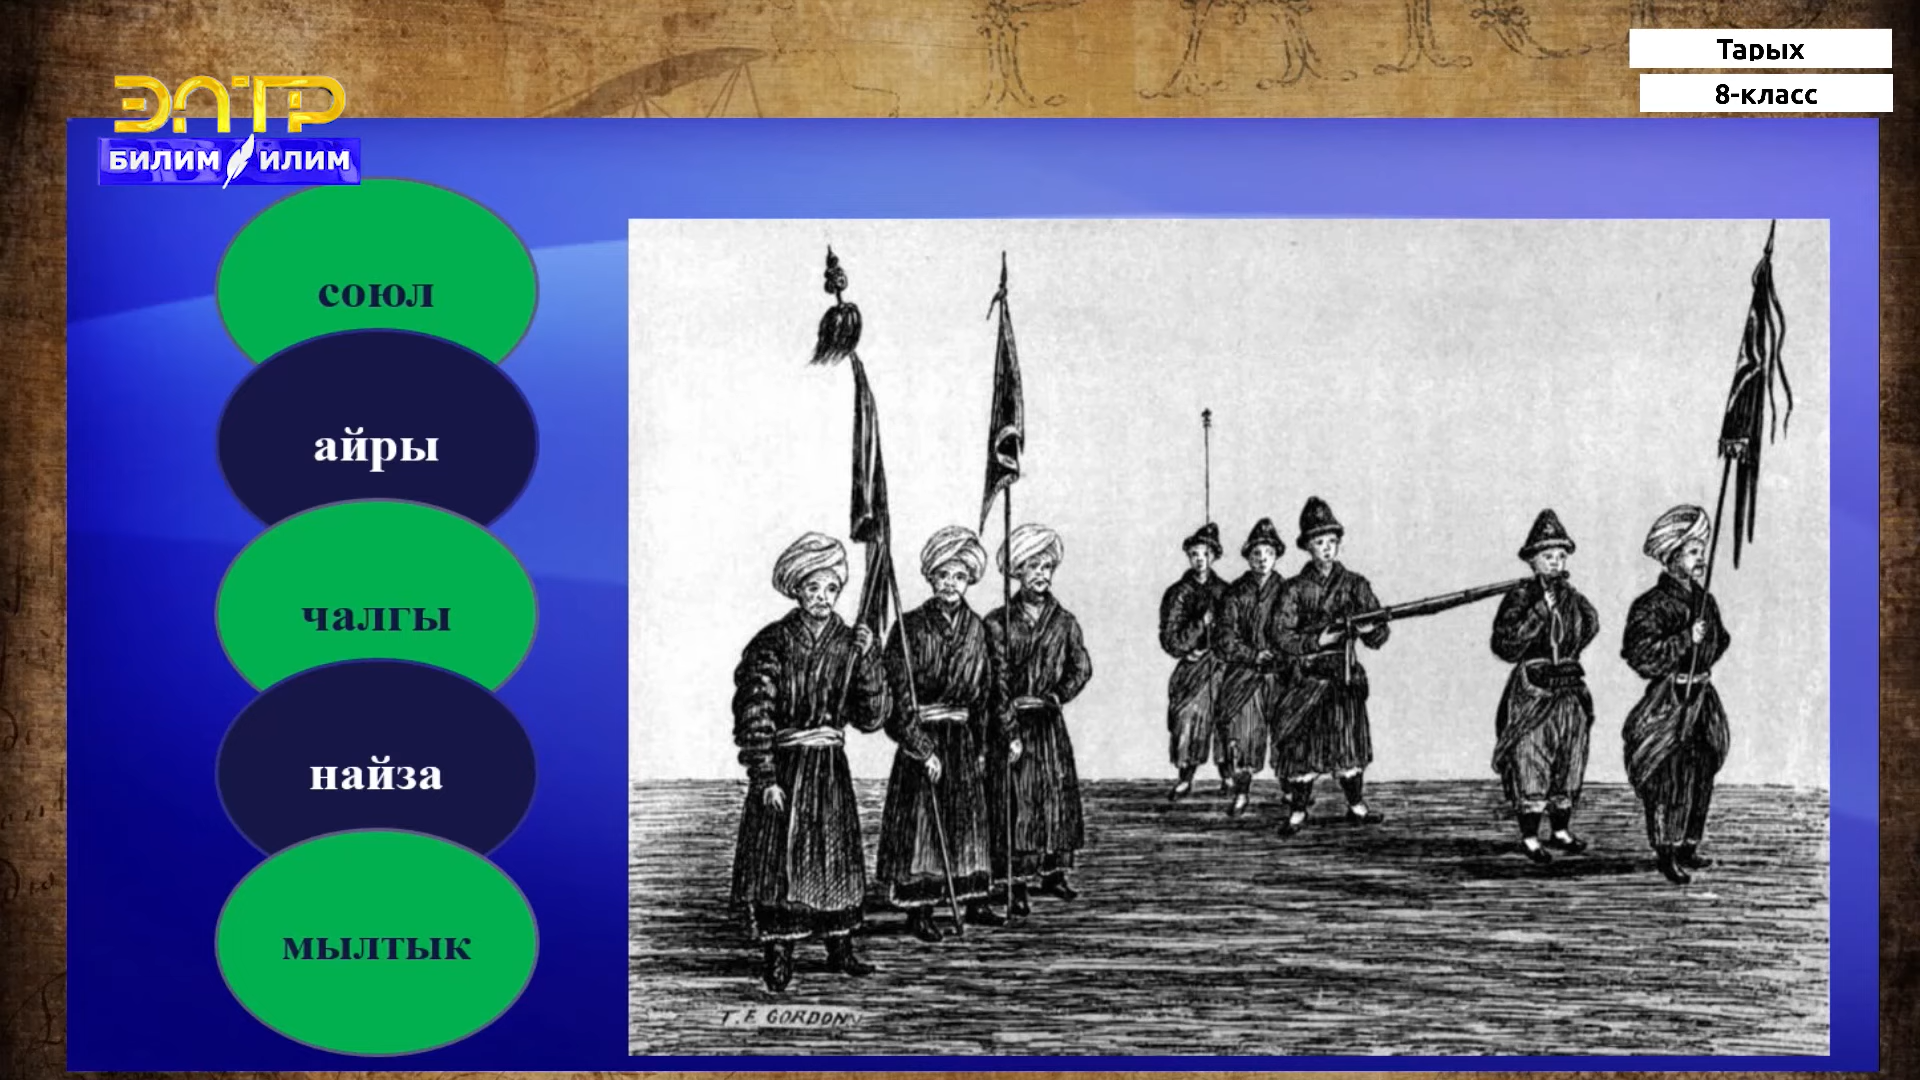 Тарых
8-класс
ЭЛТР
БИЛИМ ИЛИМ
союл
айры
чалгы
найза
мылтык
T. E GORDON